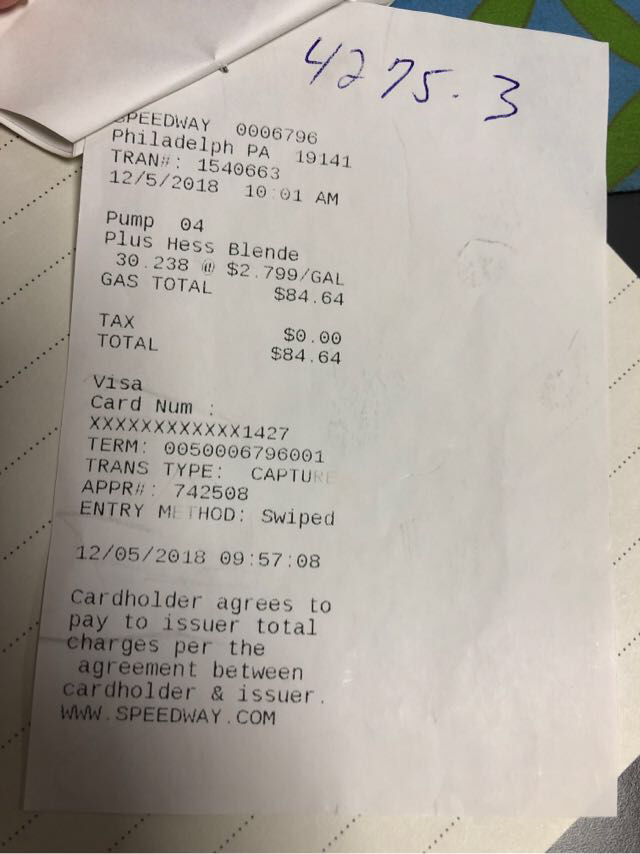 4275.3
SPEEDWAY 0006796
Philadelph PA 19141
TRAN#: 1540663
12/5/2018 10:01 AM
Pump 04
Plus Hess Blende
30.238 @ $2.799/GAL
GAS TOTAL $84.64
TAX $0.00
TOTAL $84.64
Visa
Card Num :
XXXXXXXXXXXX1427
TERM: 0050006796001
TRANS TYPE: CAPTURE
APPR#: 742508
ENTRY METHOD: Swiped
12/05/2018 09:57:08
Cardholder agrees to
pay to issuer total
charges per the
agreement between
cardholder & issuer.
WWW.SPEEDWAY.COM